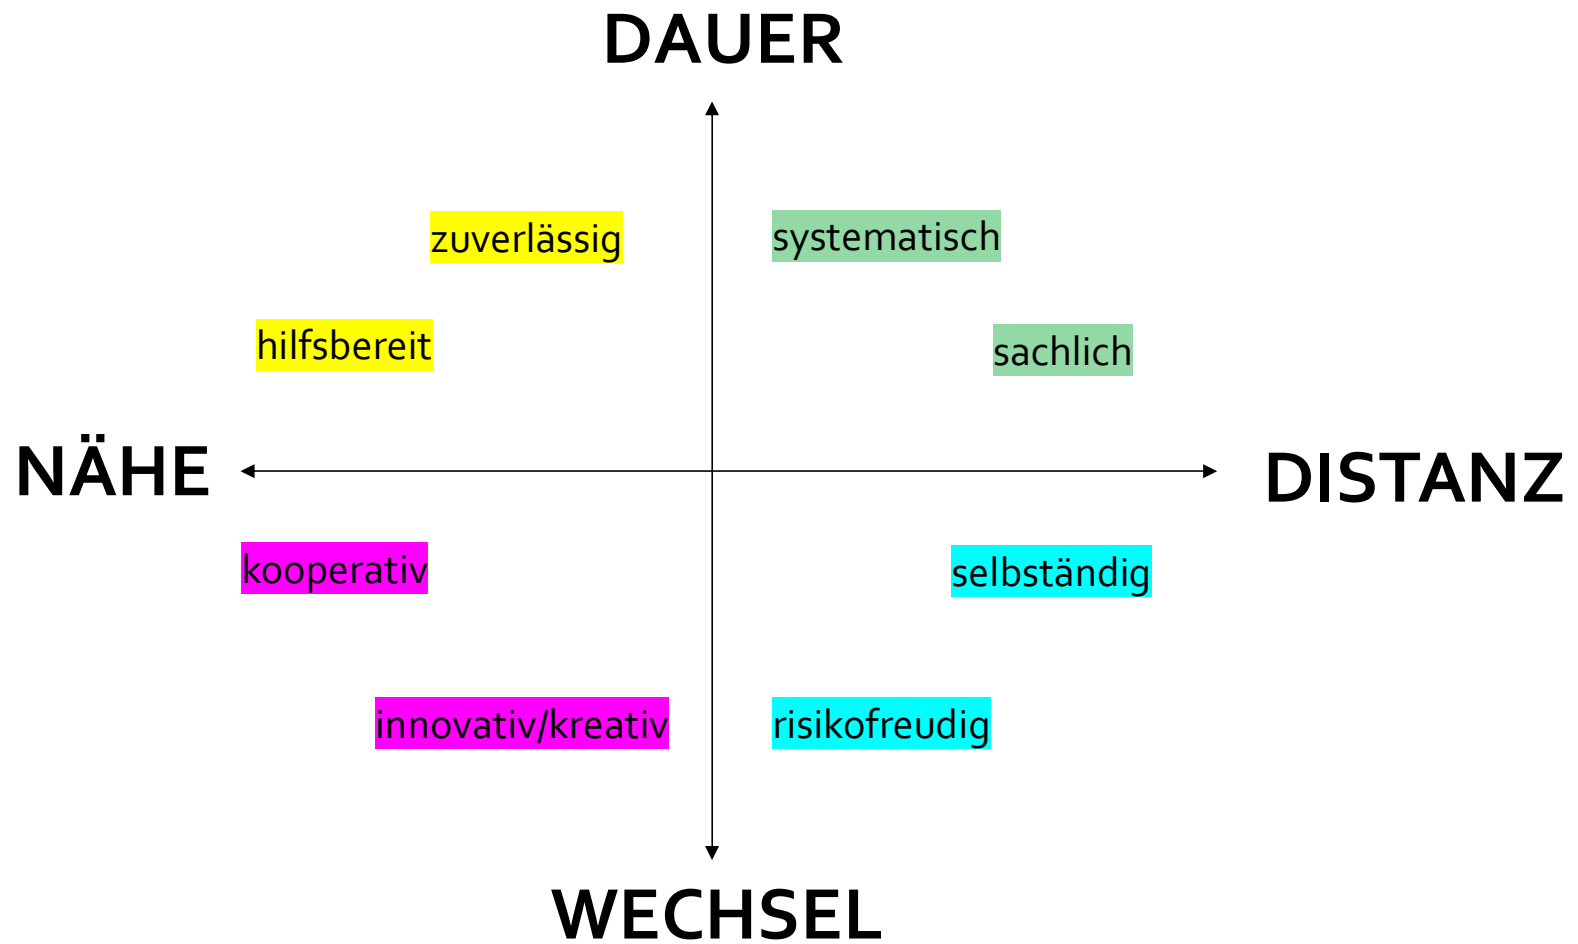 DAUER
zuverlässig
systematisch
hilfsbereit
sachlich
NÄHE
DISTANZ
kooperativ
selbständig
innovativ/kreativ
risikofreudig
WECHSEL